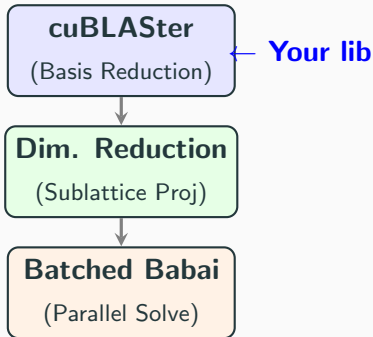 cuBLASter
(Basis Reduction)
← Your lib
Dim. Reduction
(Sublattice Proj)
Batched Babai
(Parallel Solve)